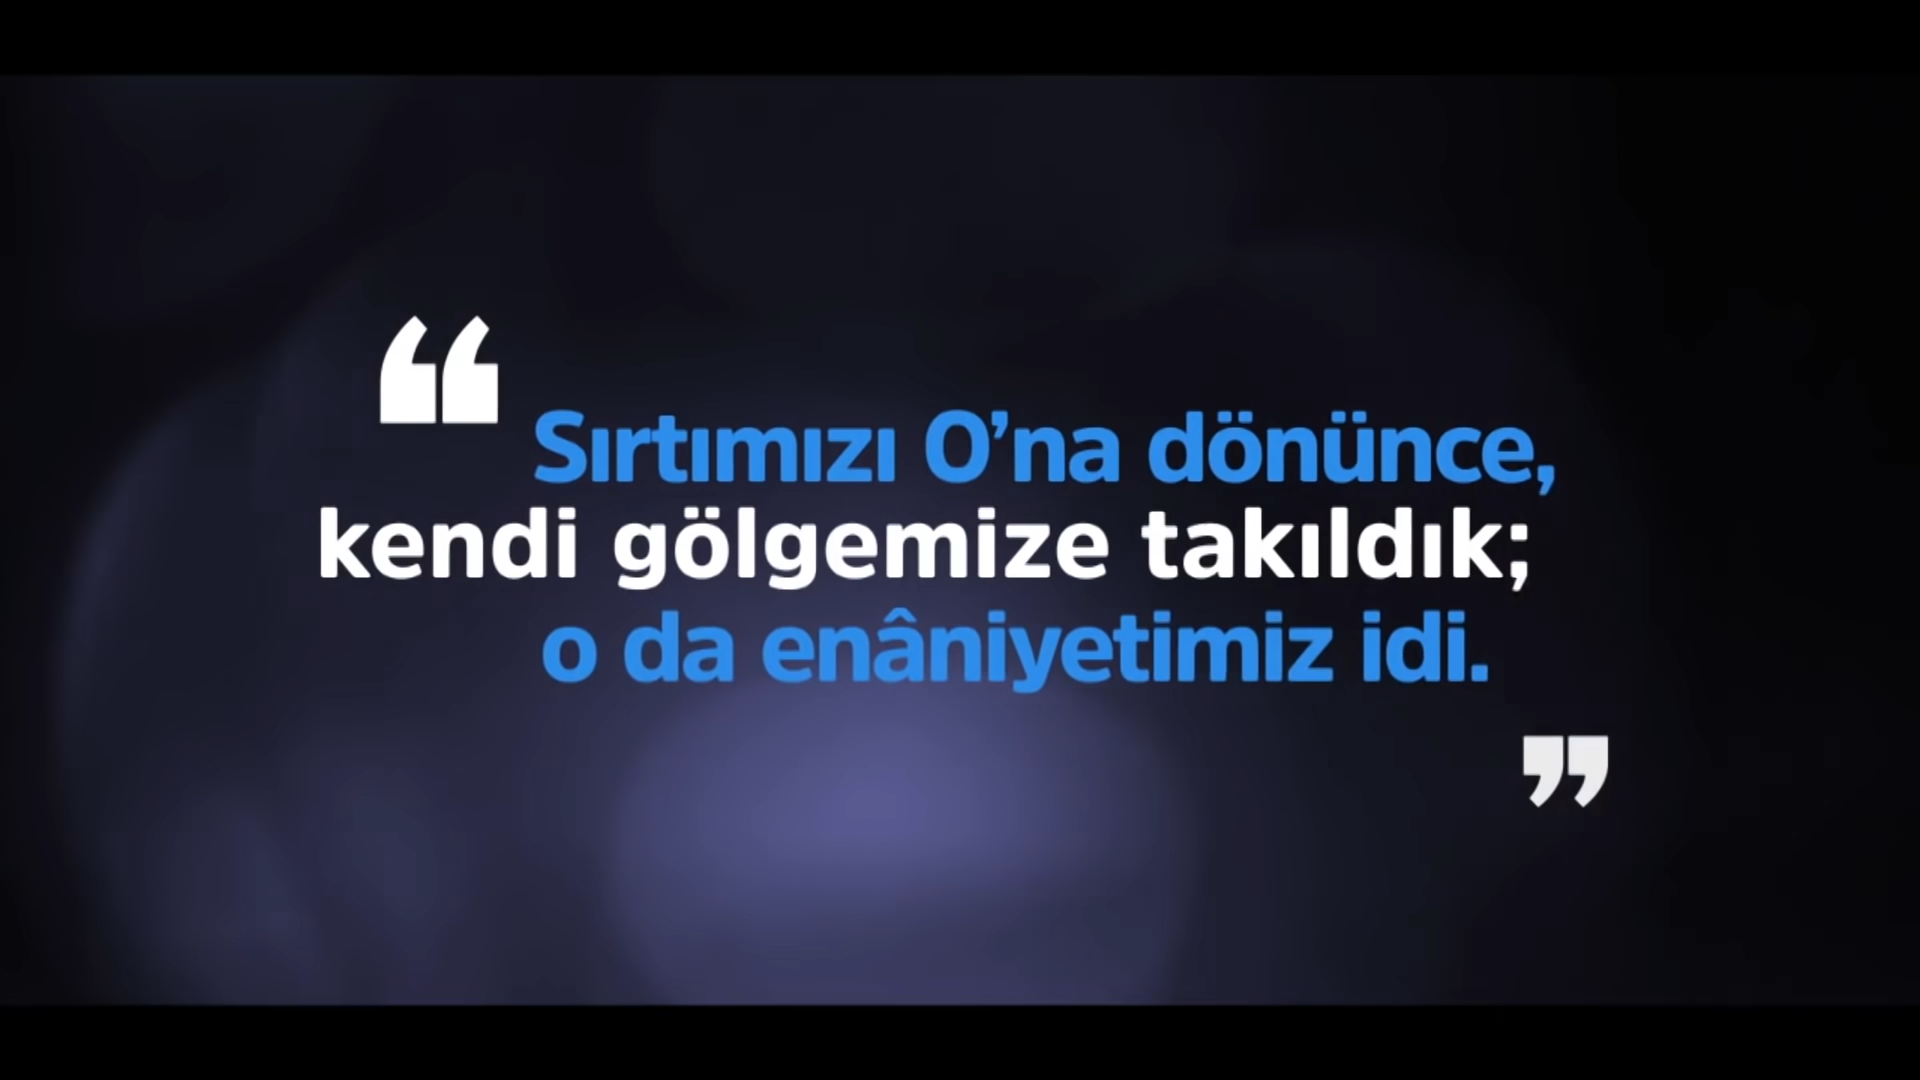 “Sırtımızı O’na dönünce,
kendi gölgemize takıldık;
o da enâniyetimiz idi.”